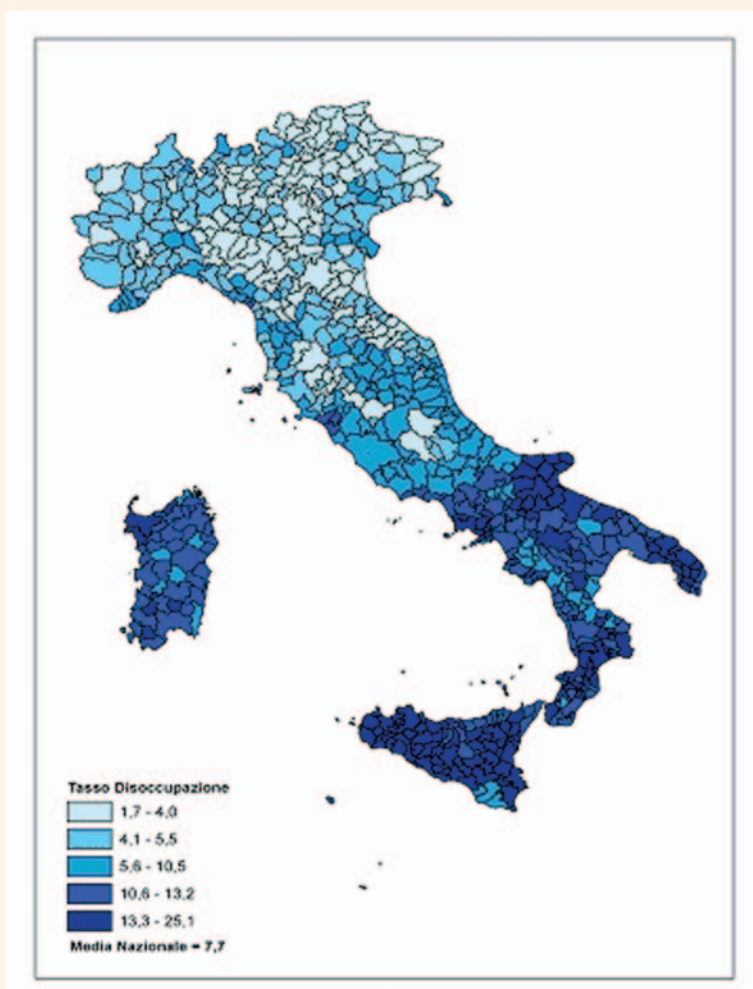 Tasso Disoccupazione
1,7 - 4,0
4,1 - 5,5
5,6 - 10,5
10,6 - 13,2
13,3 - 25,1
Media Nazionale = 7,7